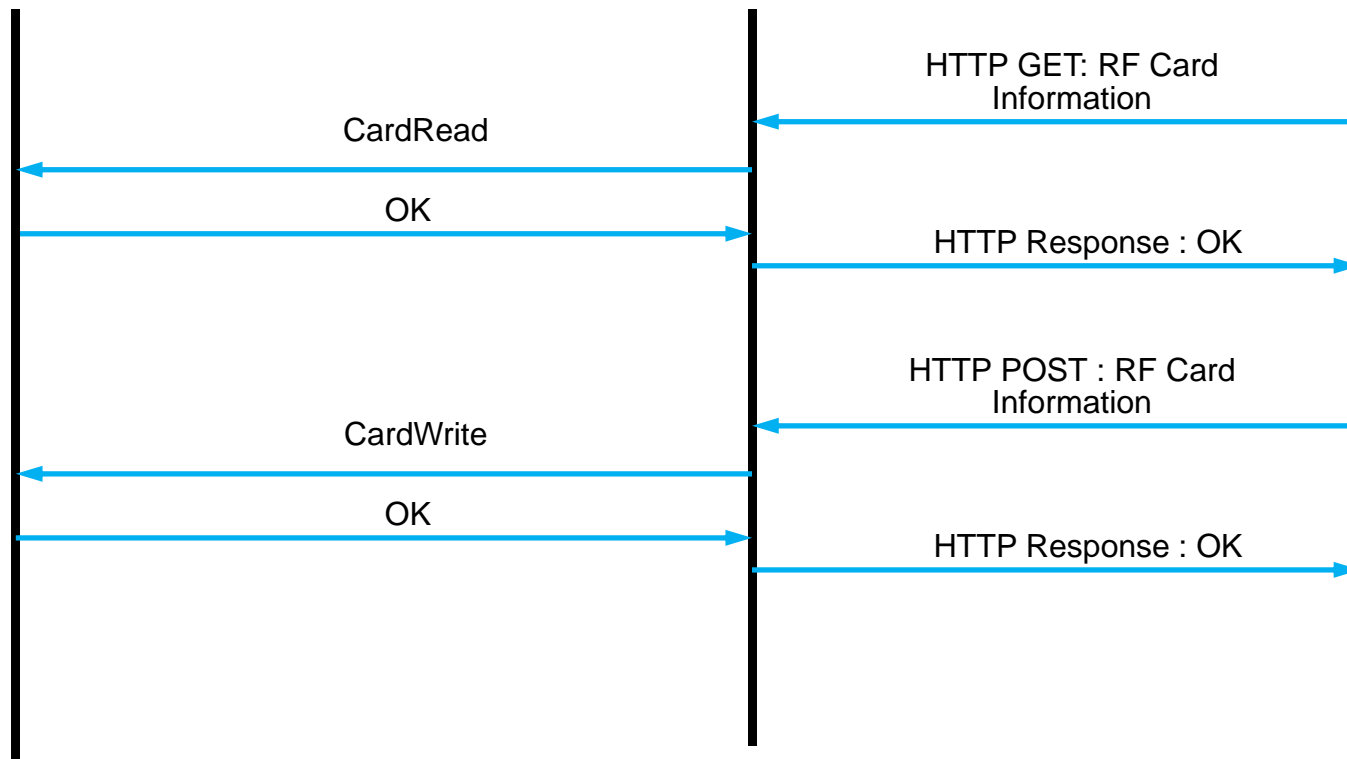 HTTP GET: RF Card
Information
CardRead
OK
HTTP Response : OK
HTTP POST : RF Card
Information
CardWrite
OK
HTTP Response : OK